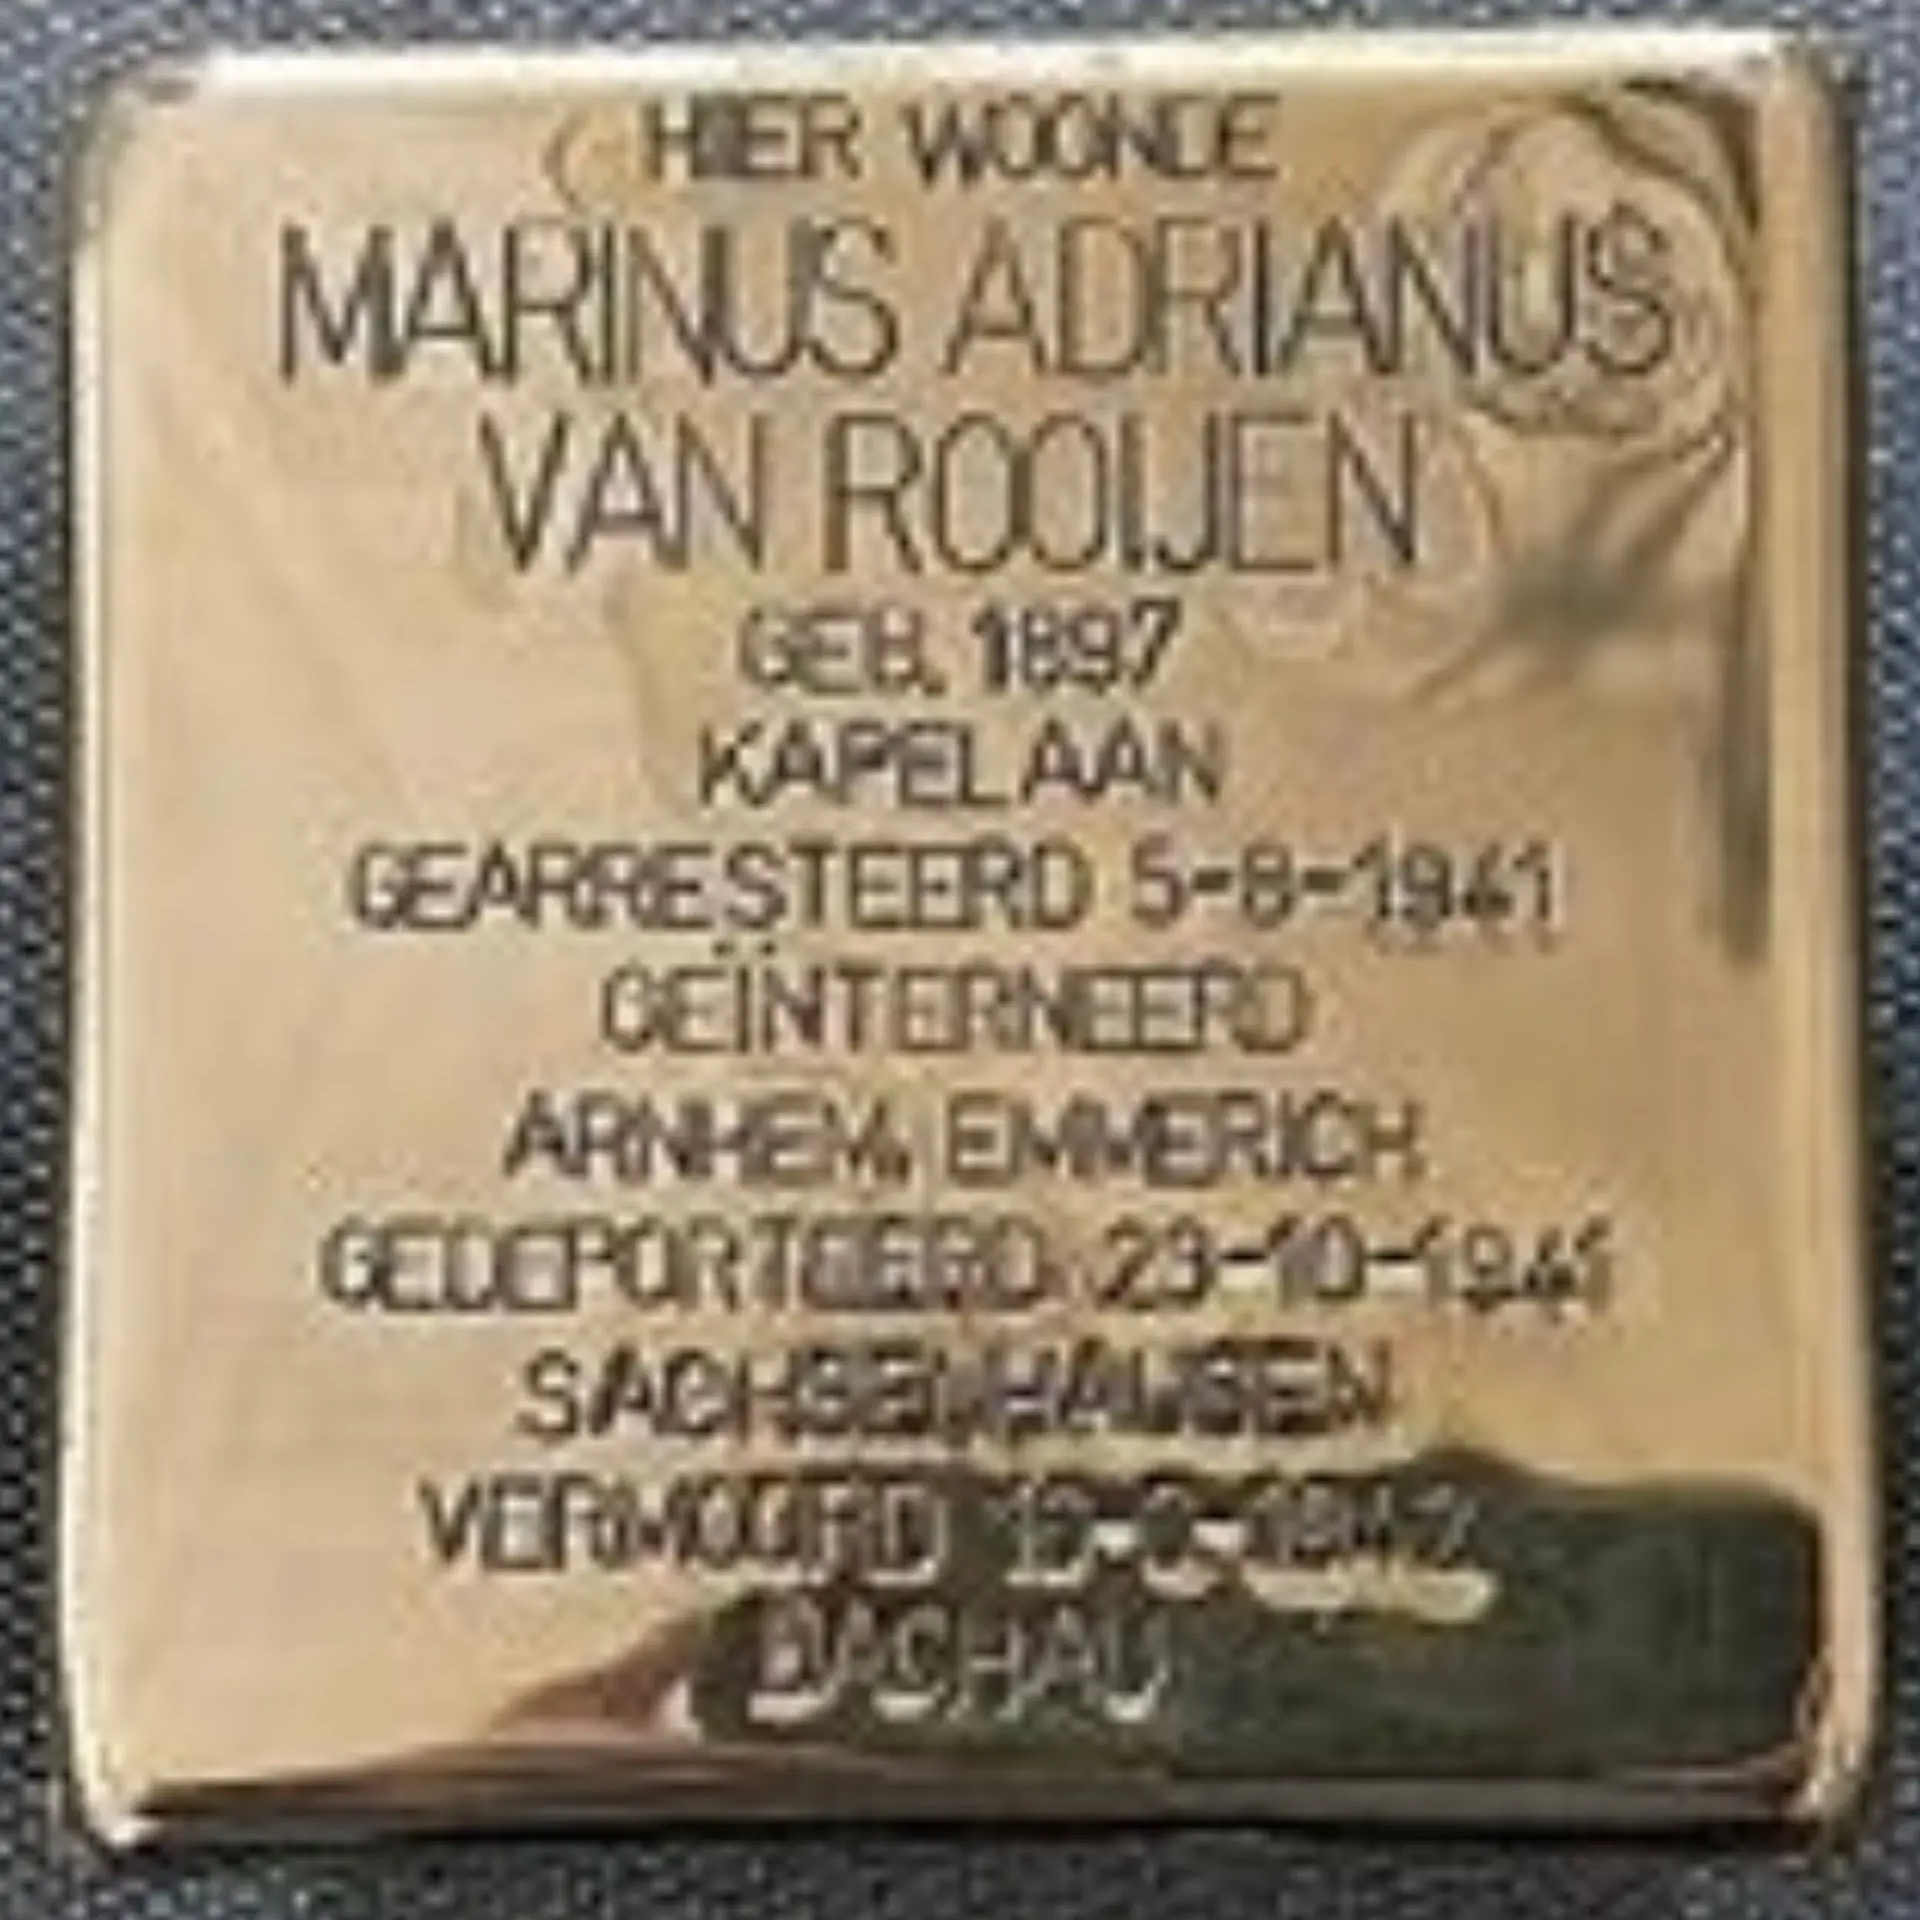 HIER WOONDE
MARINUS ADRIANUS
VAN ROOIJEN
GEB. 1897
KAPELAAN
GEARRESTEERD 5-8-1941
GEÏNTERNEERD
ARNHEM, EMMERICH
GEDEPORTEERD 23-10-1941
SACHSENHAUSEN
VERMOORD
DACHAU